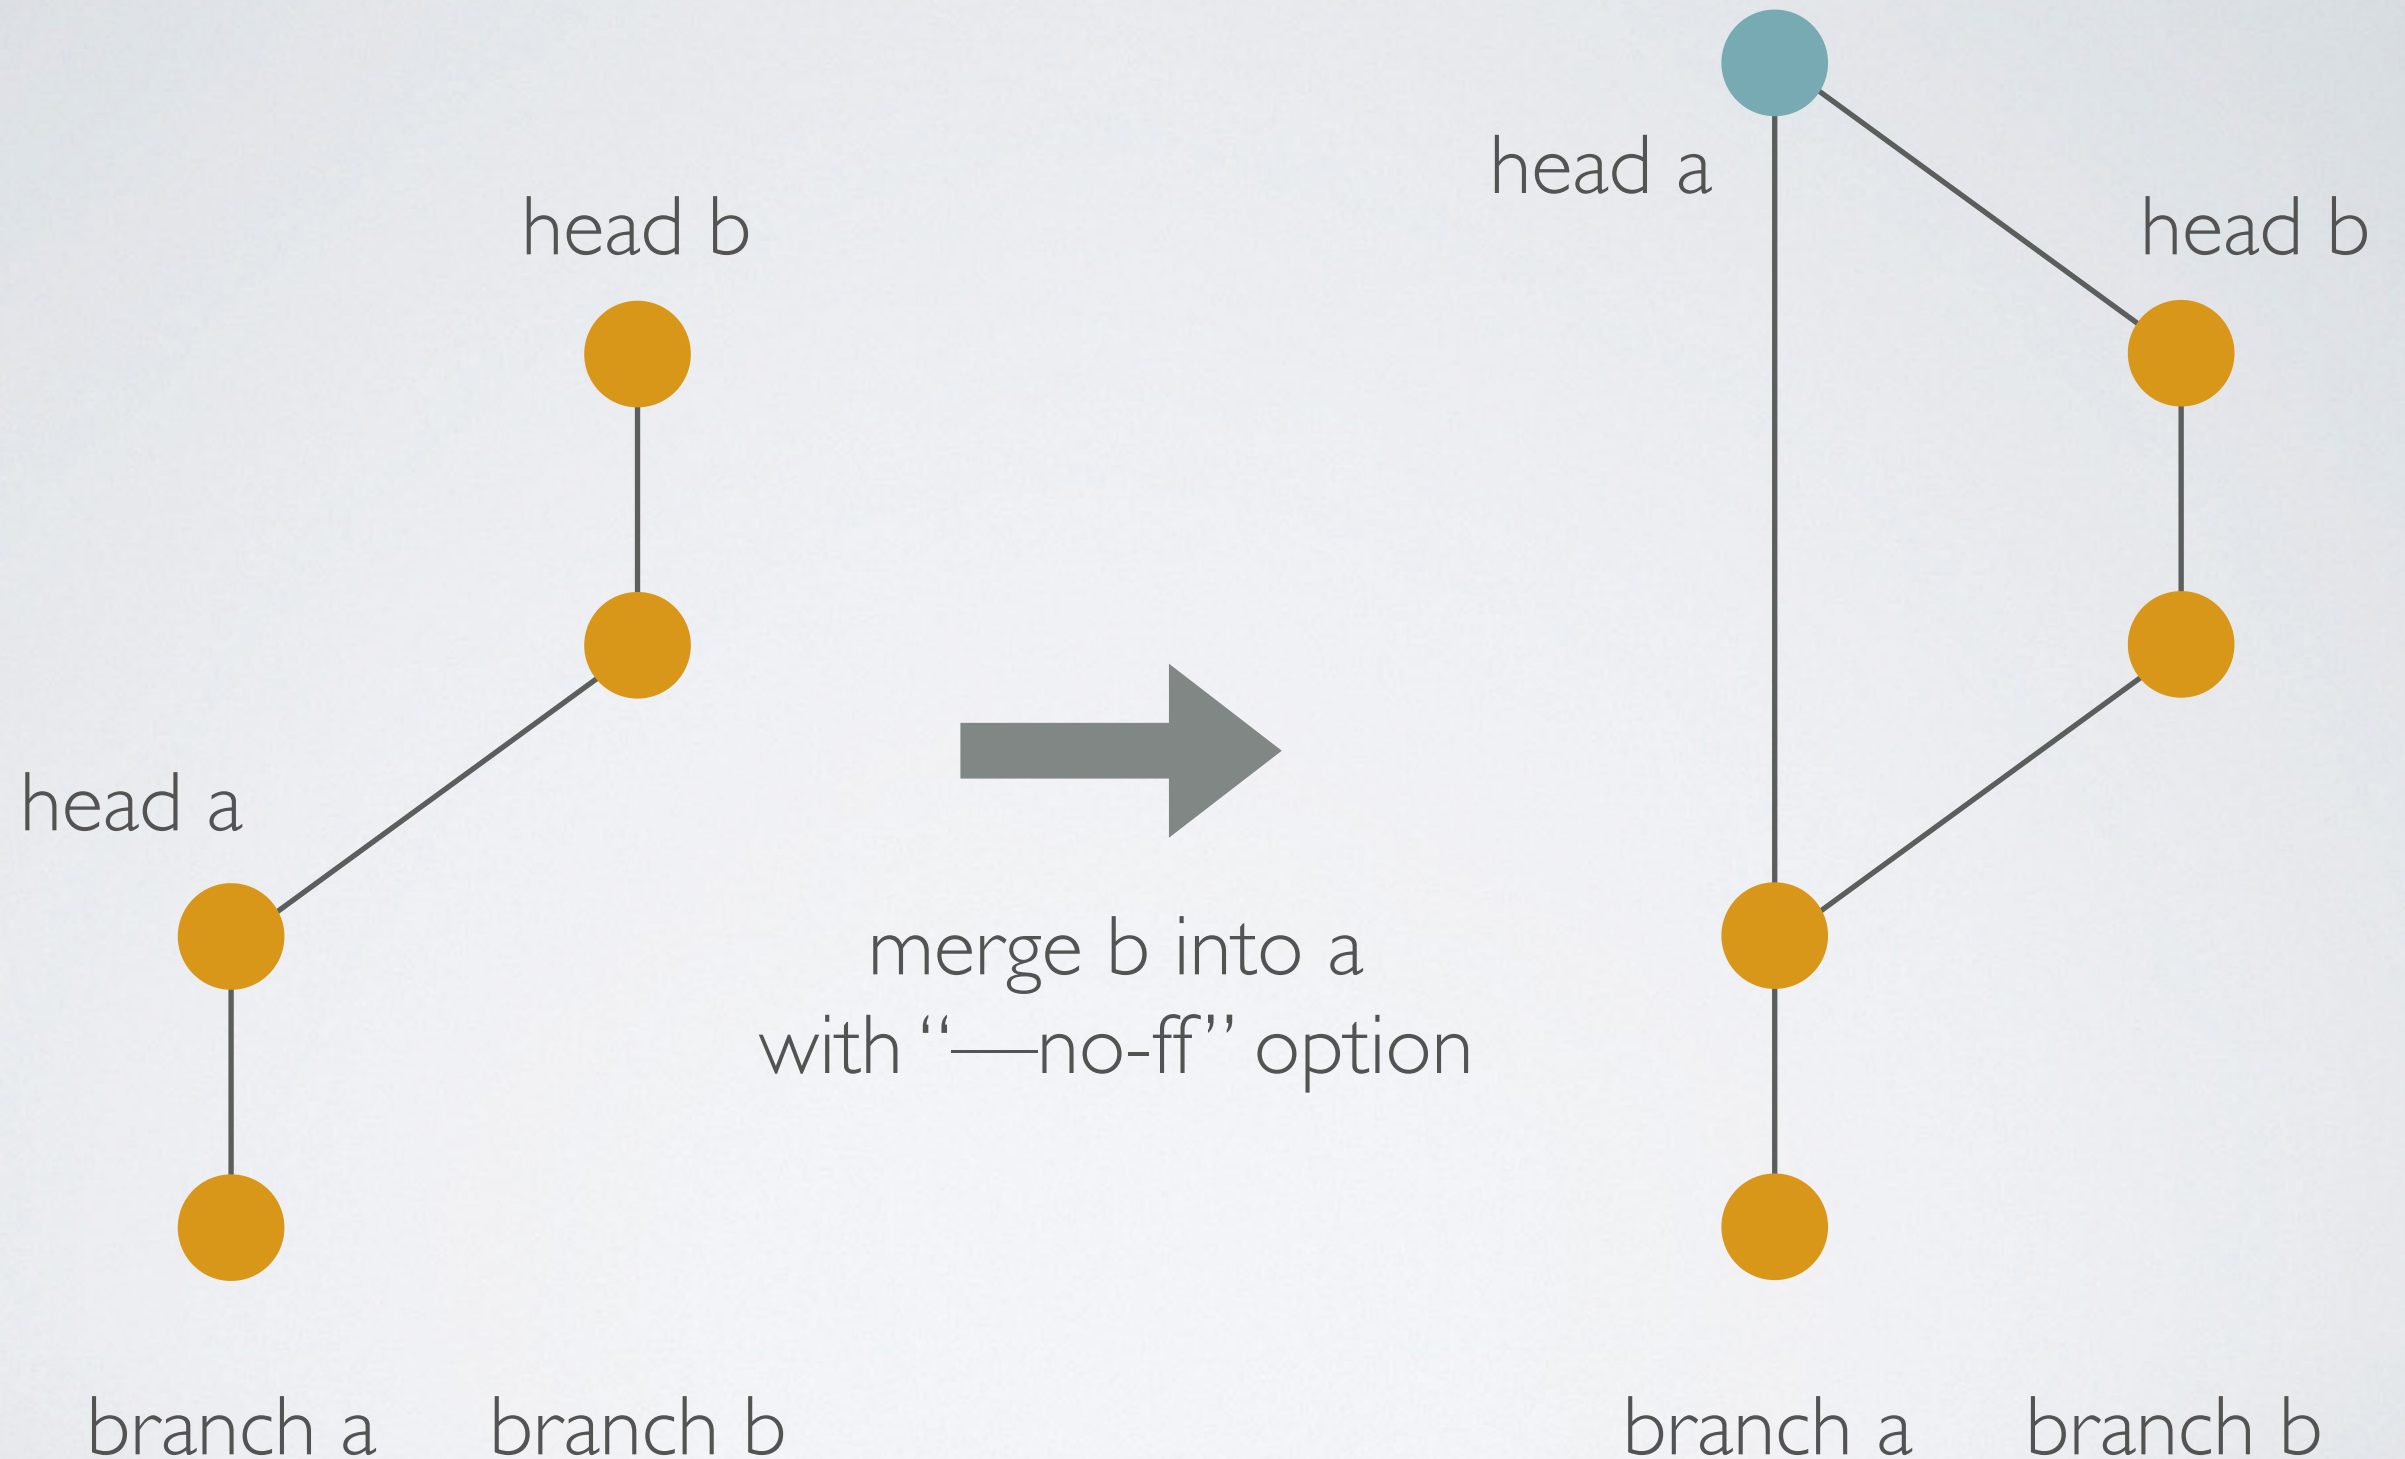 head a
head b
head b
head a
merge b into a
with “—no-ff” option
branch a
branch b
branch a
branch b